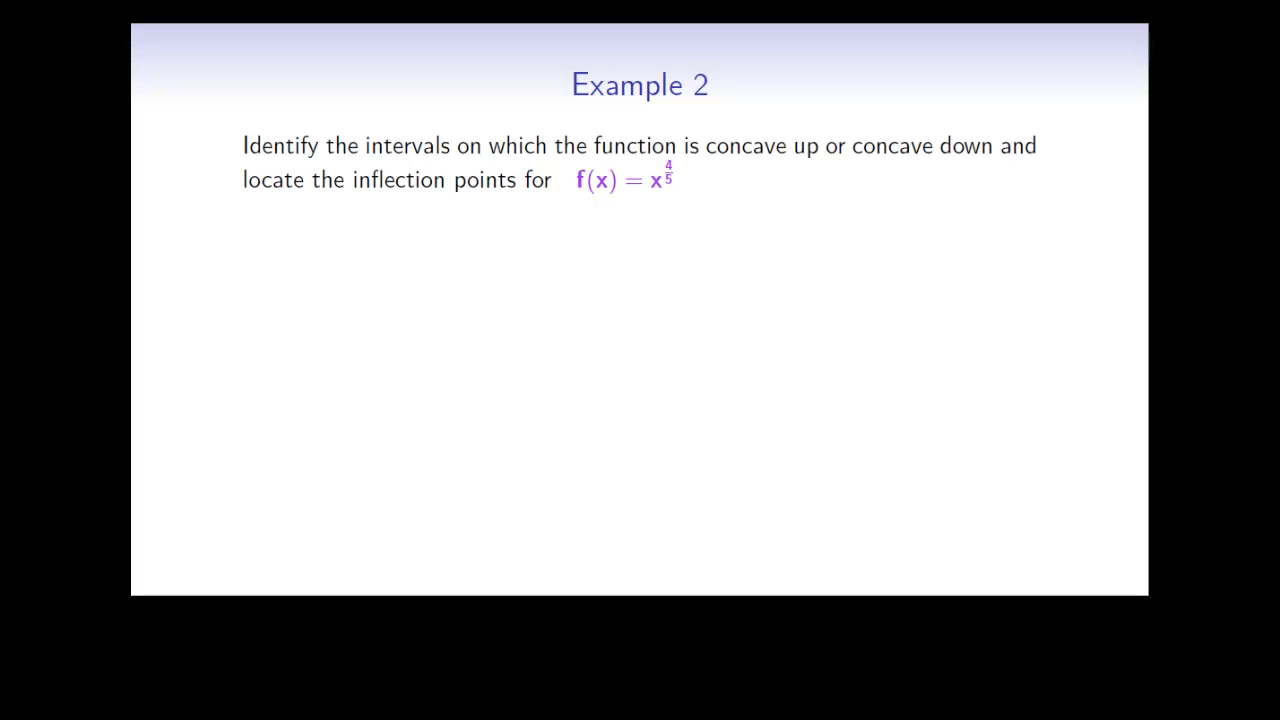 Example 2
Identify the intervals on which the function is concave up or concave down and
locate the inflection points for f(x) = x^{4/5}